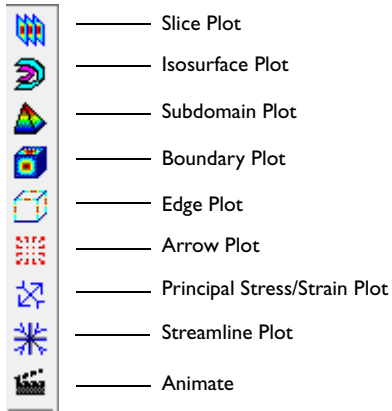 Slice Plot
Isosurface Plot
Subdomain Plot
Boundary Plot
Edge Plot
Arrow Plot
Principal Stress/Strain Plot
Streamline Plot
Animate